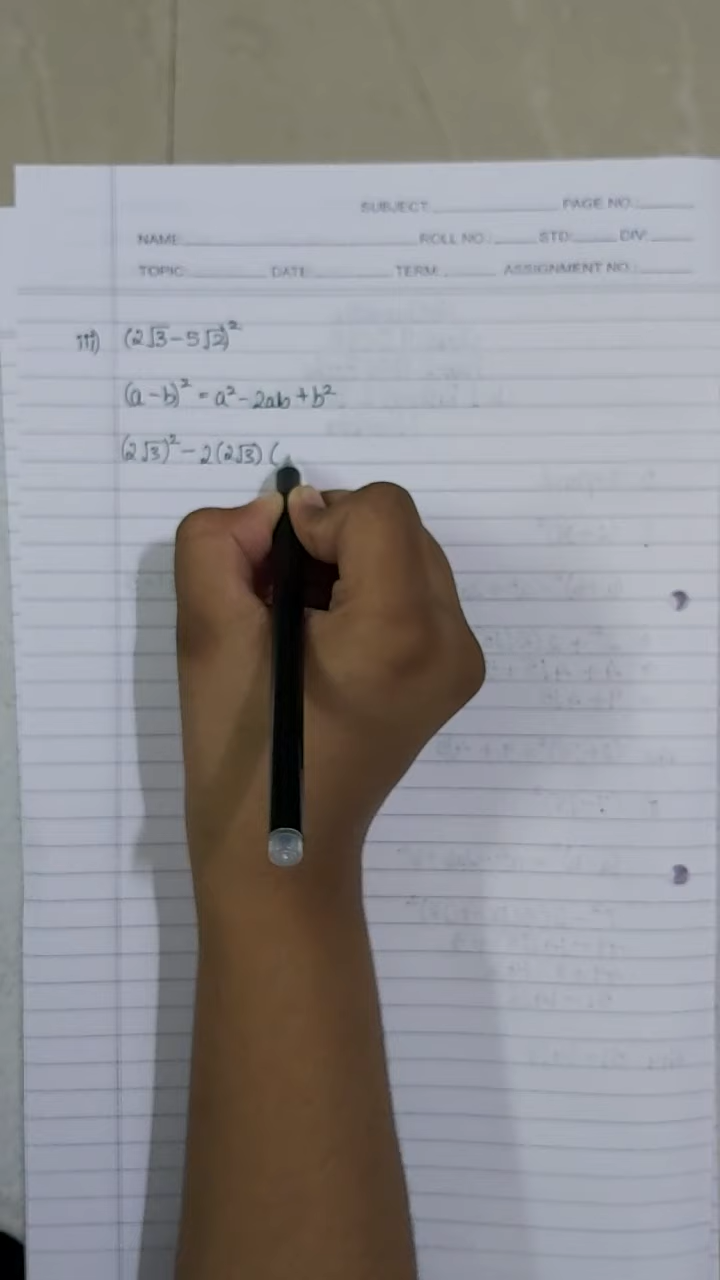 SUBJECT: PAGE NO.:
NAME: ROLL NO.: STD: DIV:
TOPIC: DATE: TERM: ASSIGNMENT NO.:
iii) (2√3 - 5√2)²
(a - b)² = a² - 2ab + b²
(2√3)² - 2(2√3) (